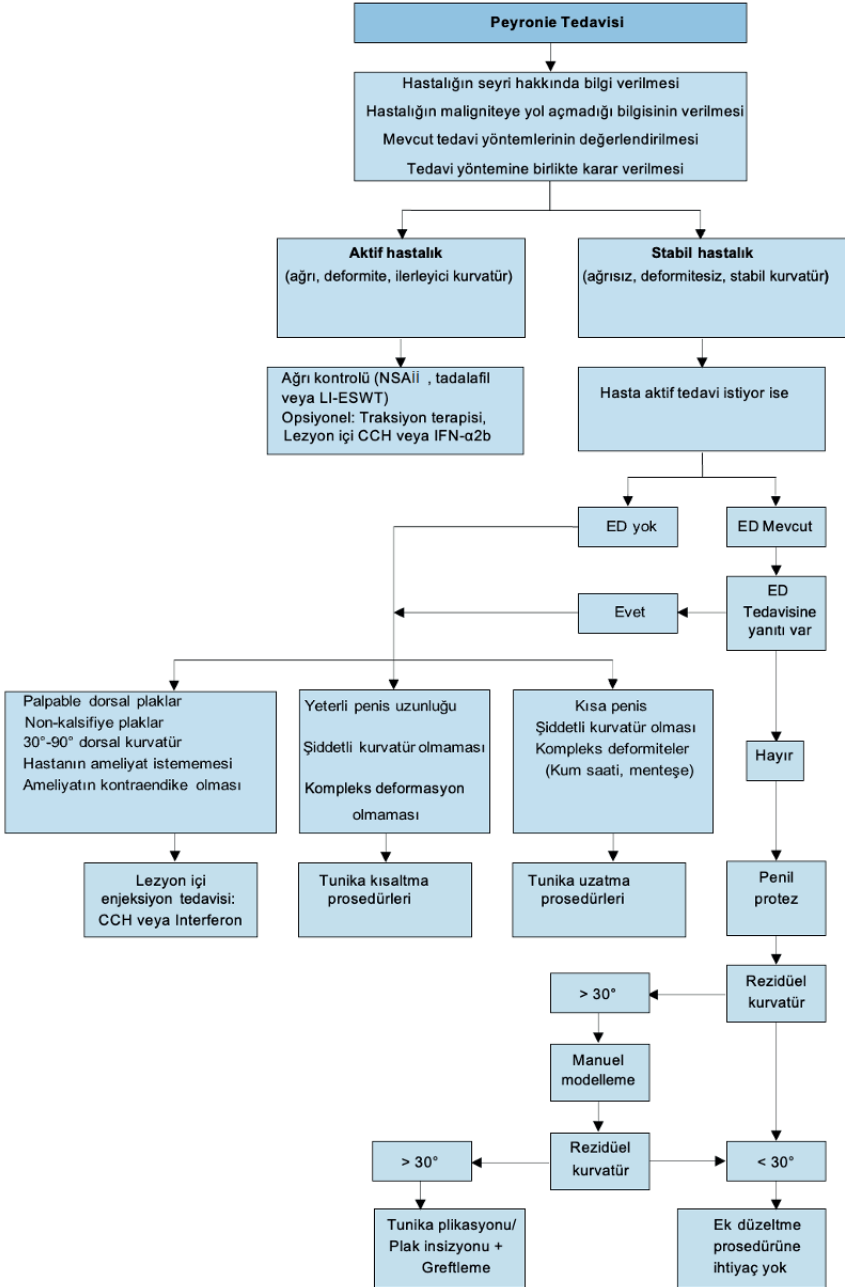 Peyronie Tedavisi
Hastalığın seyri hakkında bilgi verilmesi
Hastalığın maligniteye yol açmadığı bilgisinin verilmesi
Mevcut tedavi yöntemlerinin değerlendirilmesi
Tedavi yöntemine birlikte karar verilmesi
Aktif hastalık
(ağrı, deformite, ilerleyici kurvatür)
Stabil hastalık
(ağrısız, deformitesiz, stabil kurvatür)
Ağrı kontrolü (NSAİİ , tadalafil
veya LI-ESWT)
Opsiyonel: Traksiyon terapisi,
Lezyon içi CCH veya IFN-α2b
Hasta aktif tedavi istiyor ise
ED yok
ED Mevcut
ED
Tedavisine
yanıtı var
Evet
Palpable dorsal plaklar
Non-kalsifiye plaklar
30°-90° dorsal kurvatür
Hastanın ameliyat istememesi
Ameliyatın kontraendike olması
Yeterli penis uzunluğu
Şiddetli kurvatür olmaması
Kompleks deformasyon
olmaması
Kısa penis
Şiddetli kurvatür olması
Kompleks deformiteler
(Kum saati, menteşe)
Hayır
Lezyon içi
enjeksiyon tedavisi:
CCH veya Interferon
Tunika kısaltma
prosedürleri
Tunika uzatma
prosedürleri
Penil
protez
Rezidüel
kurvatür
> 30°
Manuel
modelleme
Rezidüel
kurvatür
> 30°
< 30°
Tunika plikasyonu/
Plak insizyonu +
Greftleme
Ek düzeltme
prosedürüne
ihtiyaç yok